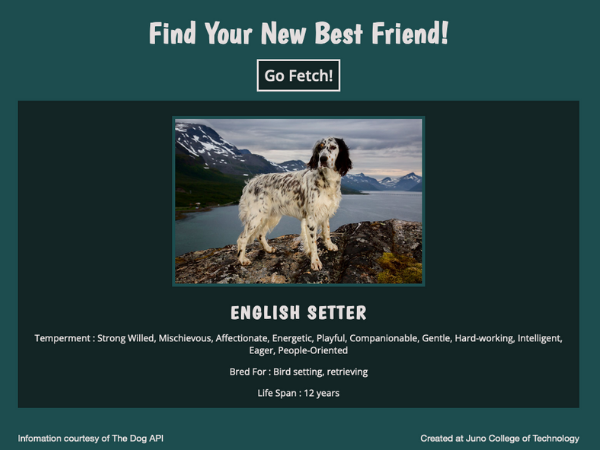 Find Your New Best Friend!
Go Fetch!
ENGLISH SETTER
Temperment : Strong Willed, Mischievous, Affectionate, Energetic, Playful, Companionable, Gentle, Hard-working, Intelligent,
Eager, People-Oriented
Bred For : Bird setting, retrieving
Life Span : 12 years
Infomation courtesy of The Dog API
Created at Juno College of Technology